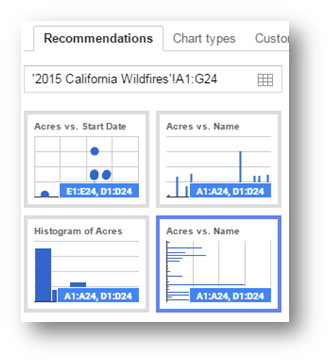 Recommendations Chart types Custo
'2015 California Wildfires'!A1:G24
Acres vs. Start Date
E1:E24, D1:D24
Acres vs. Name
A1:A24, D1:D24
Histogram of Acres
A1:A24, D1:D24
Acres vs. Name
A1:A24, D1:D24